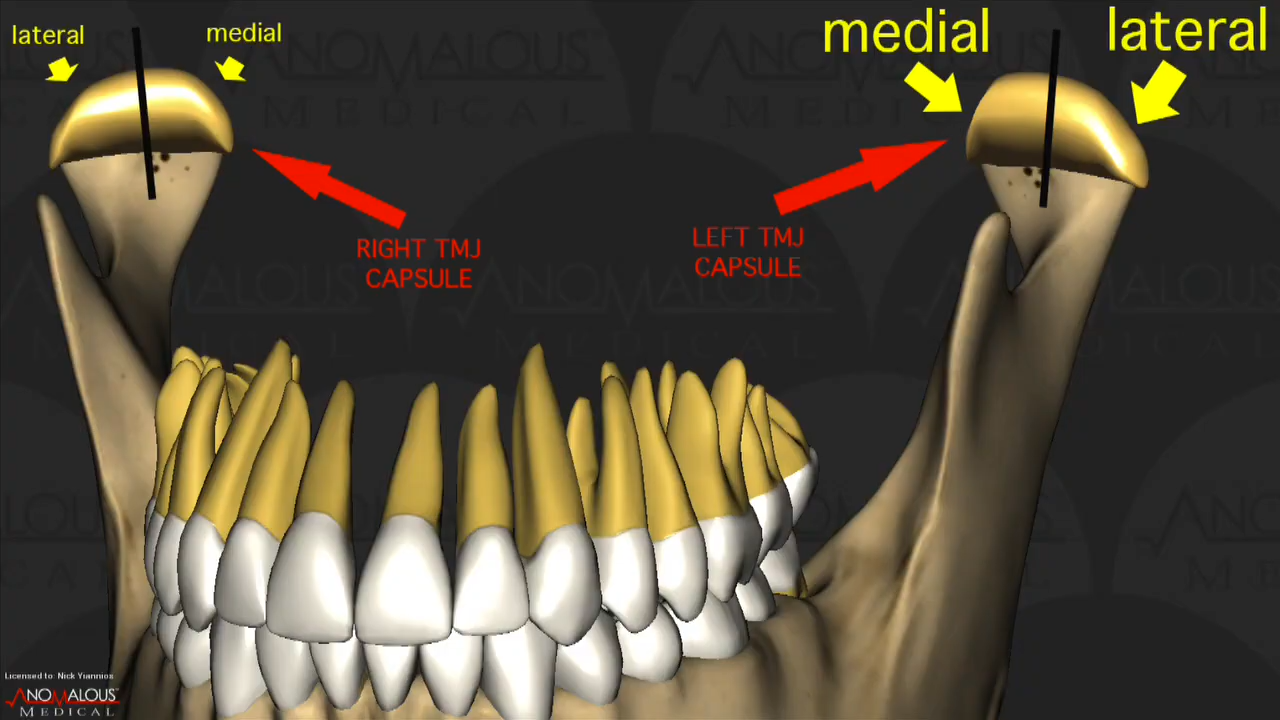 lateral
medial
medial
lateral
RIGHT TMJ
CAPSULE
LEFT TMJ
CAPSULE
Licensed to: Nick Yiannios
ANOMALOUS
MEDICAL